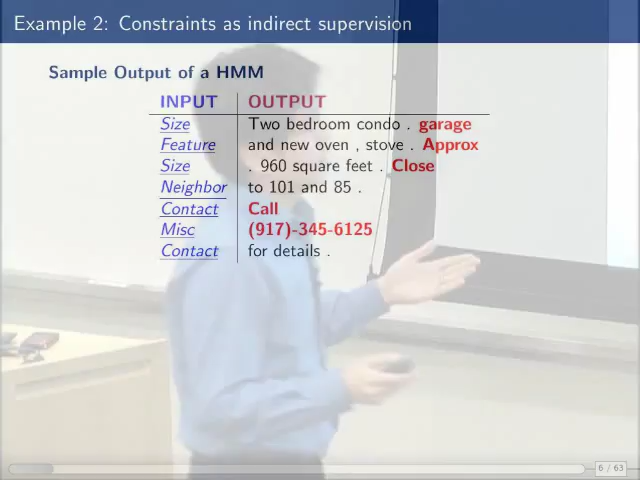 Example 2: Constraints as indirect supervision
Sample Output of a HMM
INPUT OUTPUT
Size Two bedroom condo . garage
Feature and new oven , stove . Approx
Size . 960 square feet . Close
Neighbor to 101 and 85 .
Contact Call
Misc (917)-345-6125
Contact for details .
6 / 63